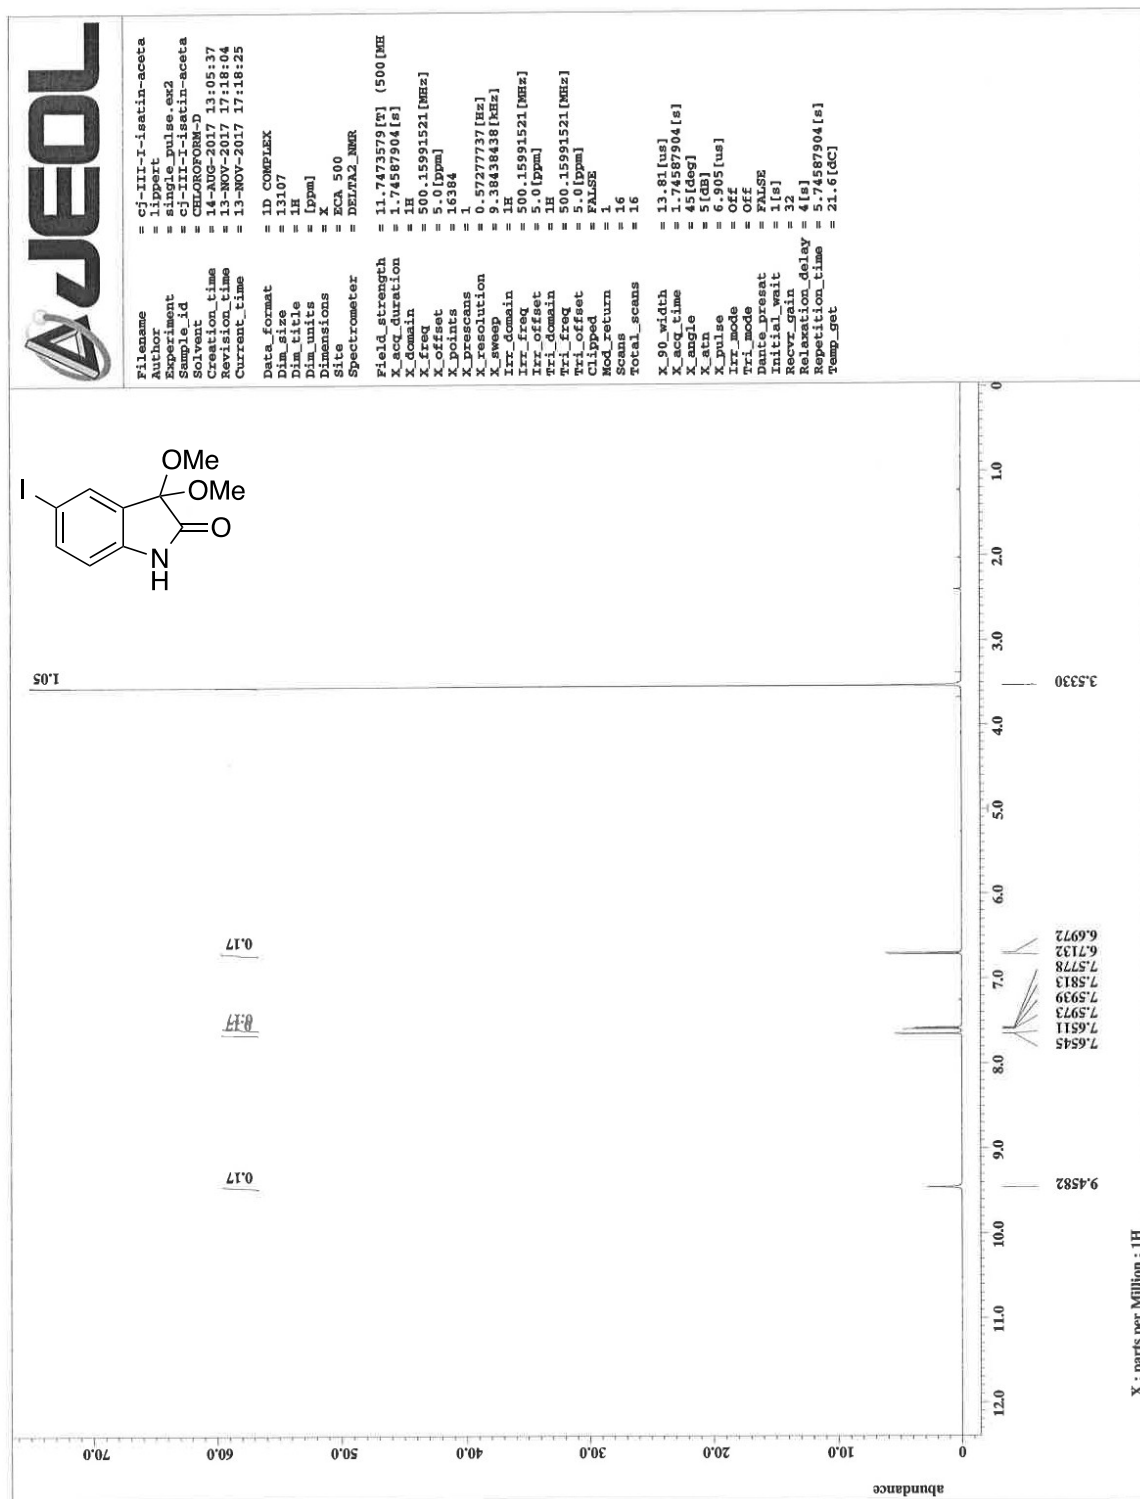 JEOL
Filename = cj-III-I-isatin-aceta
Author = lippert
Experiment = single_pulse.ex2
Sample_id = cj-III-I-isatin-aceta
Solvent = CHLOROFORM-D
Creation_time = 14-AUG-2017 13:05:37
Revision_time = 13-NOV-2017 17:18:04
Current_time = 13-NOV-2017 17:18:25
Data_format = 1D COMPLEX
Dim_size = 13107
Dim_title = 1H
Dim_units = [ppm]
Dimensions = X
Site = ECA 500
Spectrometer = DELTA2_NMR
Field_strength = 11.7473579[T] (500[MH
X_acq_duration = 1.74587904[s]
X_domain = 1H
X_freq = 500.15991521[MHz]
X_offset = 5.0[ppm]
X_points = 16384
X_prescans = 1
X_resolution = 0.57277737[Hz]
X_sweep = 9.38438438[kHz]
Irr_domain = 1H
Irr_freq = 500.15991521[MHz]
Irr_offset = 5.0[ppm]
Tri_domain = 1H
Tri_freq = 500.15991521[MHz]
Tri_offset = 5.0[ppm]
Clipped = FALSE
Mod_return = 1
Scans = 16
Total_scans = 16
X_90_width = 13.81[us]
X_acq_time = 1.74587904[s]
X_angle = 45[deg]
X_atn = 5[dB]
X_pulse = 6.905[us]
Irr_mode = Off
Tri_mode = Off
Dante_presat = FALSE
Initial_wait = 1[s]
Recvr_gain = 32
Relaxation_delay = 4[s]
Repetition_time = 5.74587904[s]
Temp_get = 21.6[dC]
OMe
I
OMe
O
N
H
1.05
0.17
0.17
0.17
0.17
abundance
70.0
60.0
50.0
40.0
30.0
20.0
10.0
0
12.0
11.0
10.0
9.0
8.0
7.0
6.0
5.0
4.0
3.0
2.0
1.0
0
9.4582
7.6545
7.6511
7.5973
7.5939
7.5813
7.5778
6.7132
6.6972
3.5330
X : parts per Million : 1H